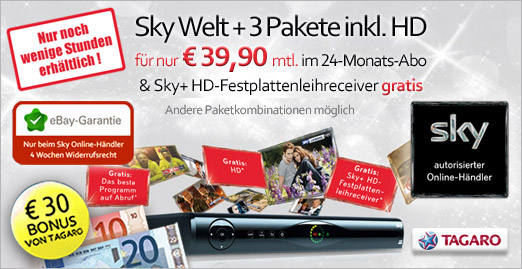 Nur noch
wenige Stunden
erhältlich !
Sky Welt + 3 Pakete inkl. HD
für nur € 39,90 mtl. im 24-Monats-Abo
& Sky+ HD-Festplattenleihreceiver gratis
Andere Paketkombinationen möglich
eBay-Garantie
Nur beim Sky Online-Händler
4 Wochen Widerrufsrecht
Gratis:
Das beste
Programm
auf Abruf*
Gratis:
HD*
Gratis:
Sky+ HD-
Festplatten-
leihreceiver*
sky
autorisierter
Online-Händler
€ 30
BONUS
VON TAGARO
10
20
TAGARO